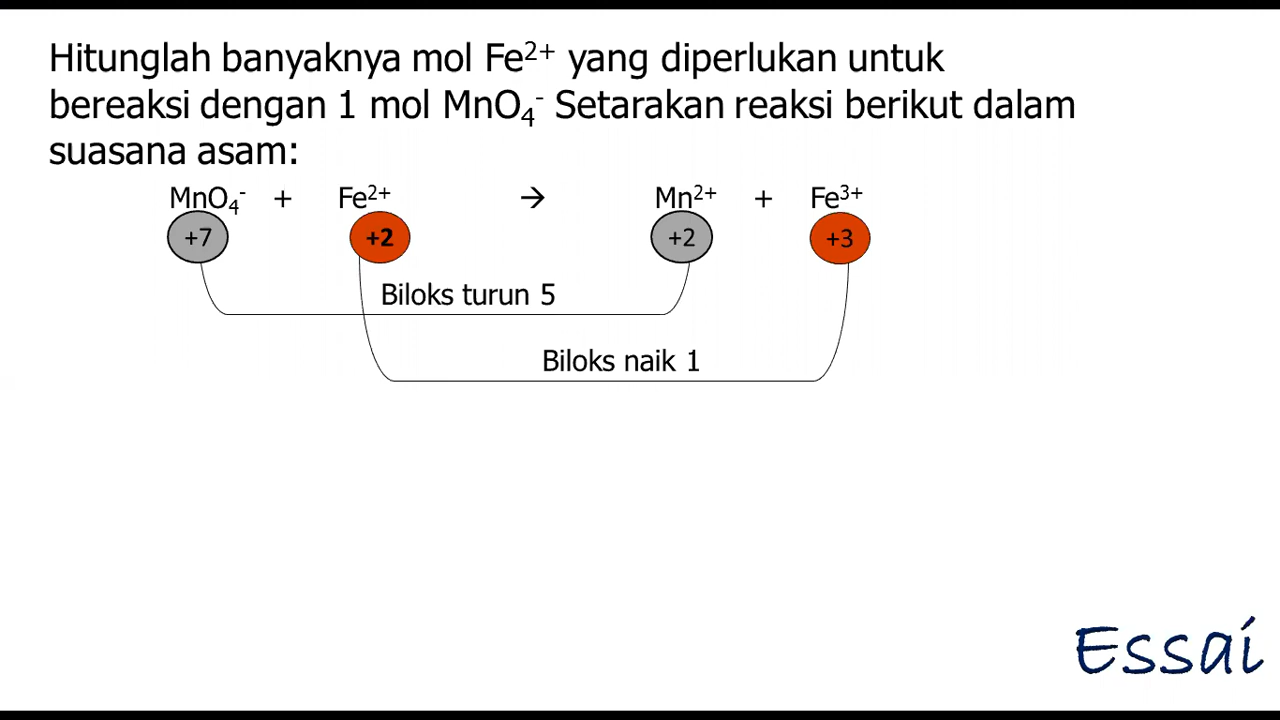 Hitunglah banyaknya mol Fe²⁺ yang diperlukan untuk
bereaksi dengan 1 mol MnO₄⁻ Setarakan reaksi berikut dalam
suasana asam:
MnO₄⁻ + Fe²⁺ → Mn²⁺ + Fe³⁺
+7 +2 +2 +3
Biloks turun 5
Biloks naik 1
Essai